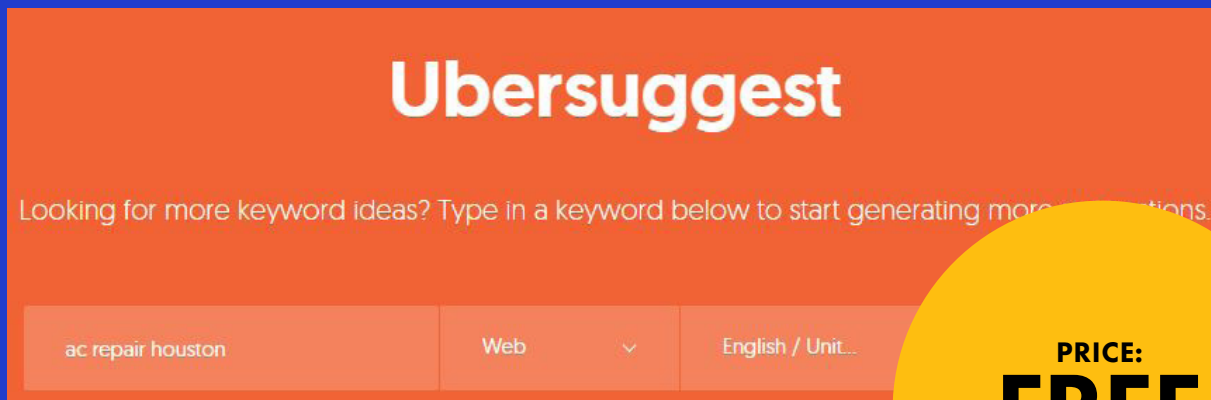 Ubersuggest
Looking for more keyword ideas? Type in a keyword below to start generating more
ac repair houston
Web
English / Unit...
PRICE:
FREE